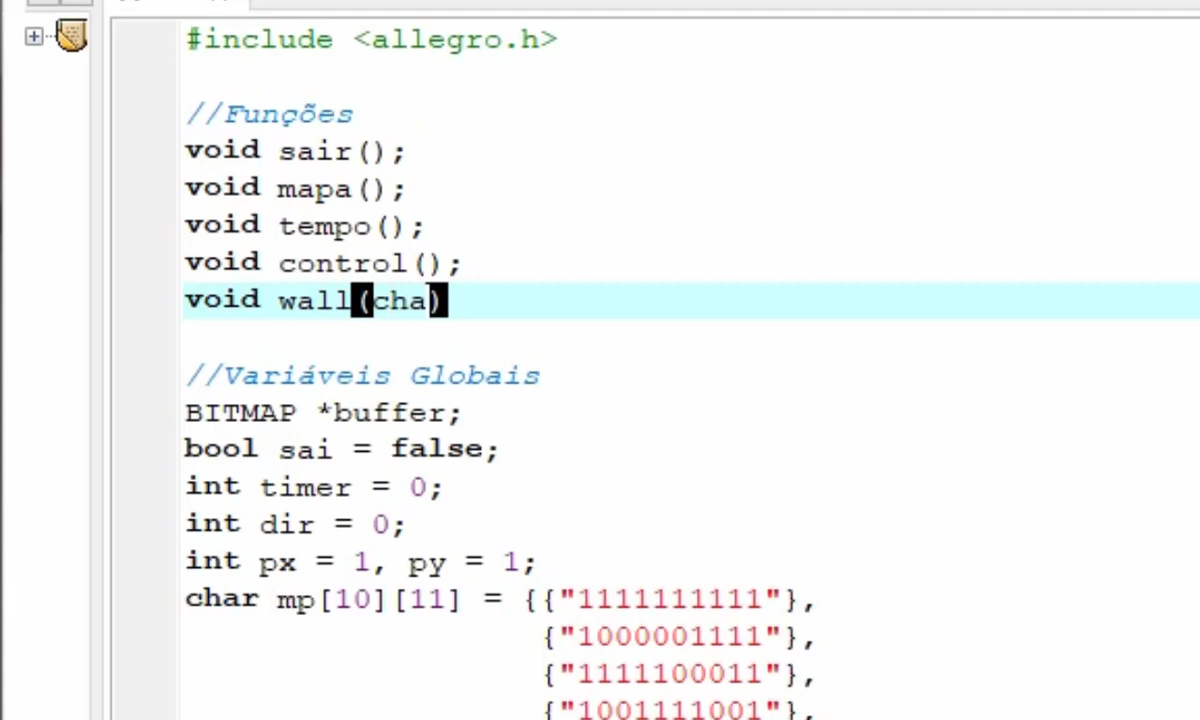 #include <allegro.h>
//Funções
void sair();
void mapa();
void tempo();
void control();
void wall(cha)
//Variáveis Globais
BITMAP *buffer;
bool sai = false;
int timer = 0;
int dir = 0;
int px = 1, py = 1;
char mp[10][11] = {{"1111111111"},
{"1000001111"},
{"1111100011"},
{"1001111001"},